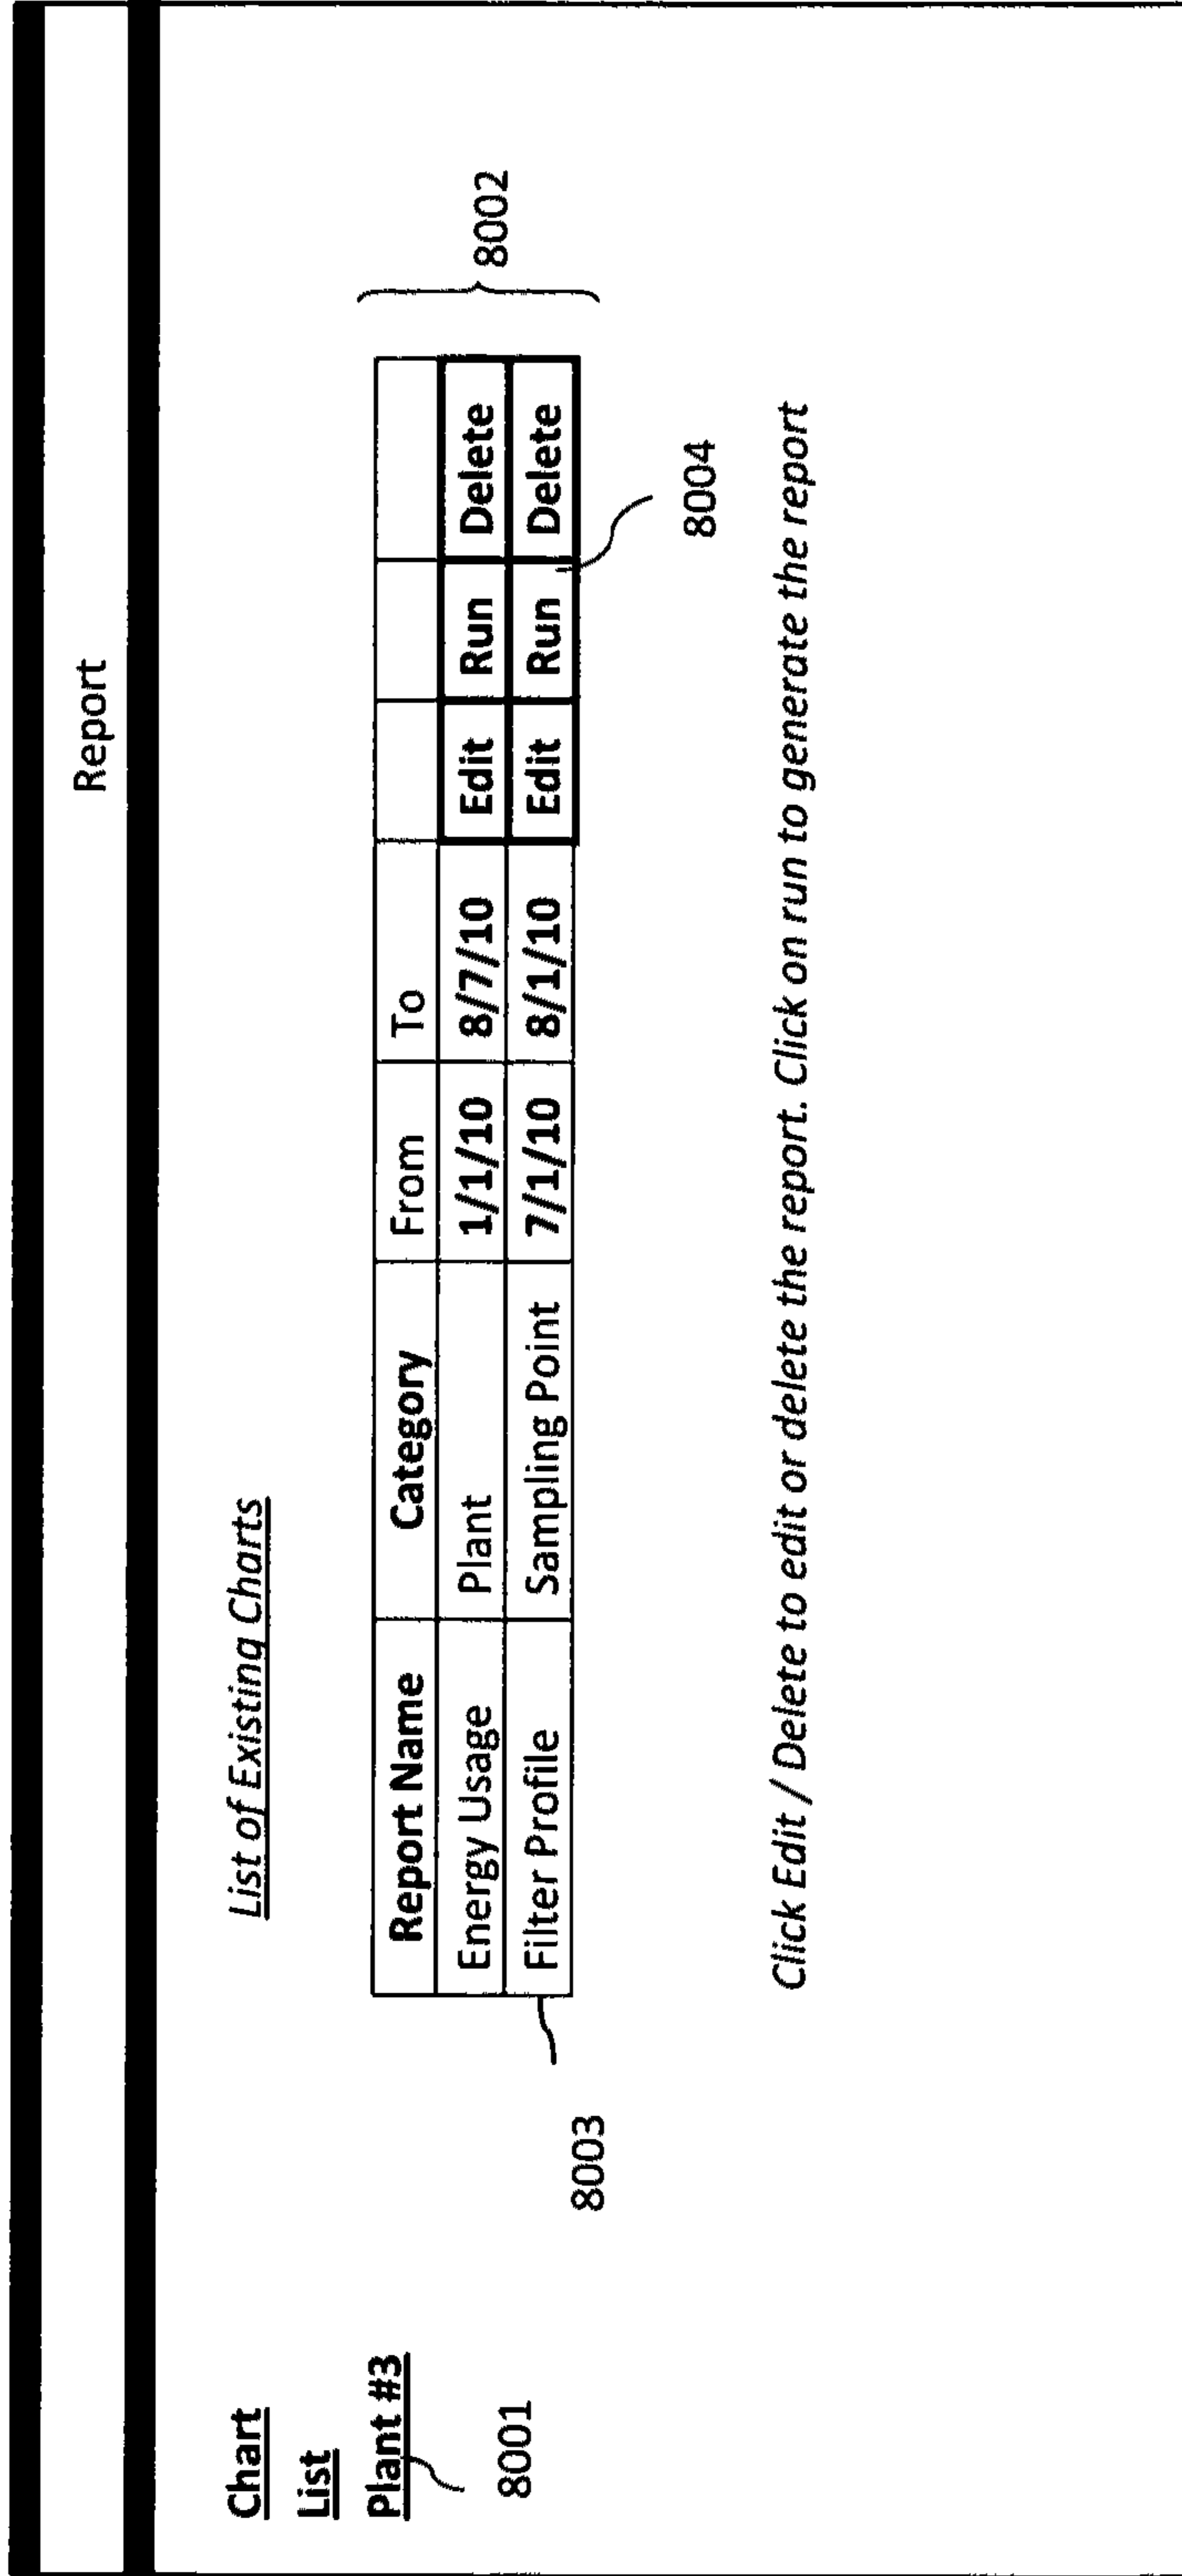 Report
Chart
List
Plant #3
8001
List of Existing Charts
Report Name Category From To
Energy Usage Plant 1/1/10 8/7/10 Edit Run Delete
Filter Profile Sampling Point 7/1/10 8/1/10 Edit Run Delete
8002
8003
8004
Click Edit / Delete to edit or delete the report. Click on run to generate the report